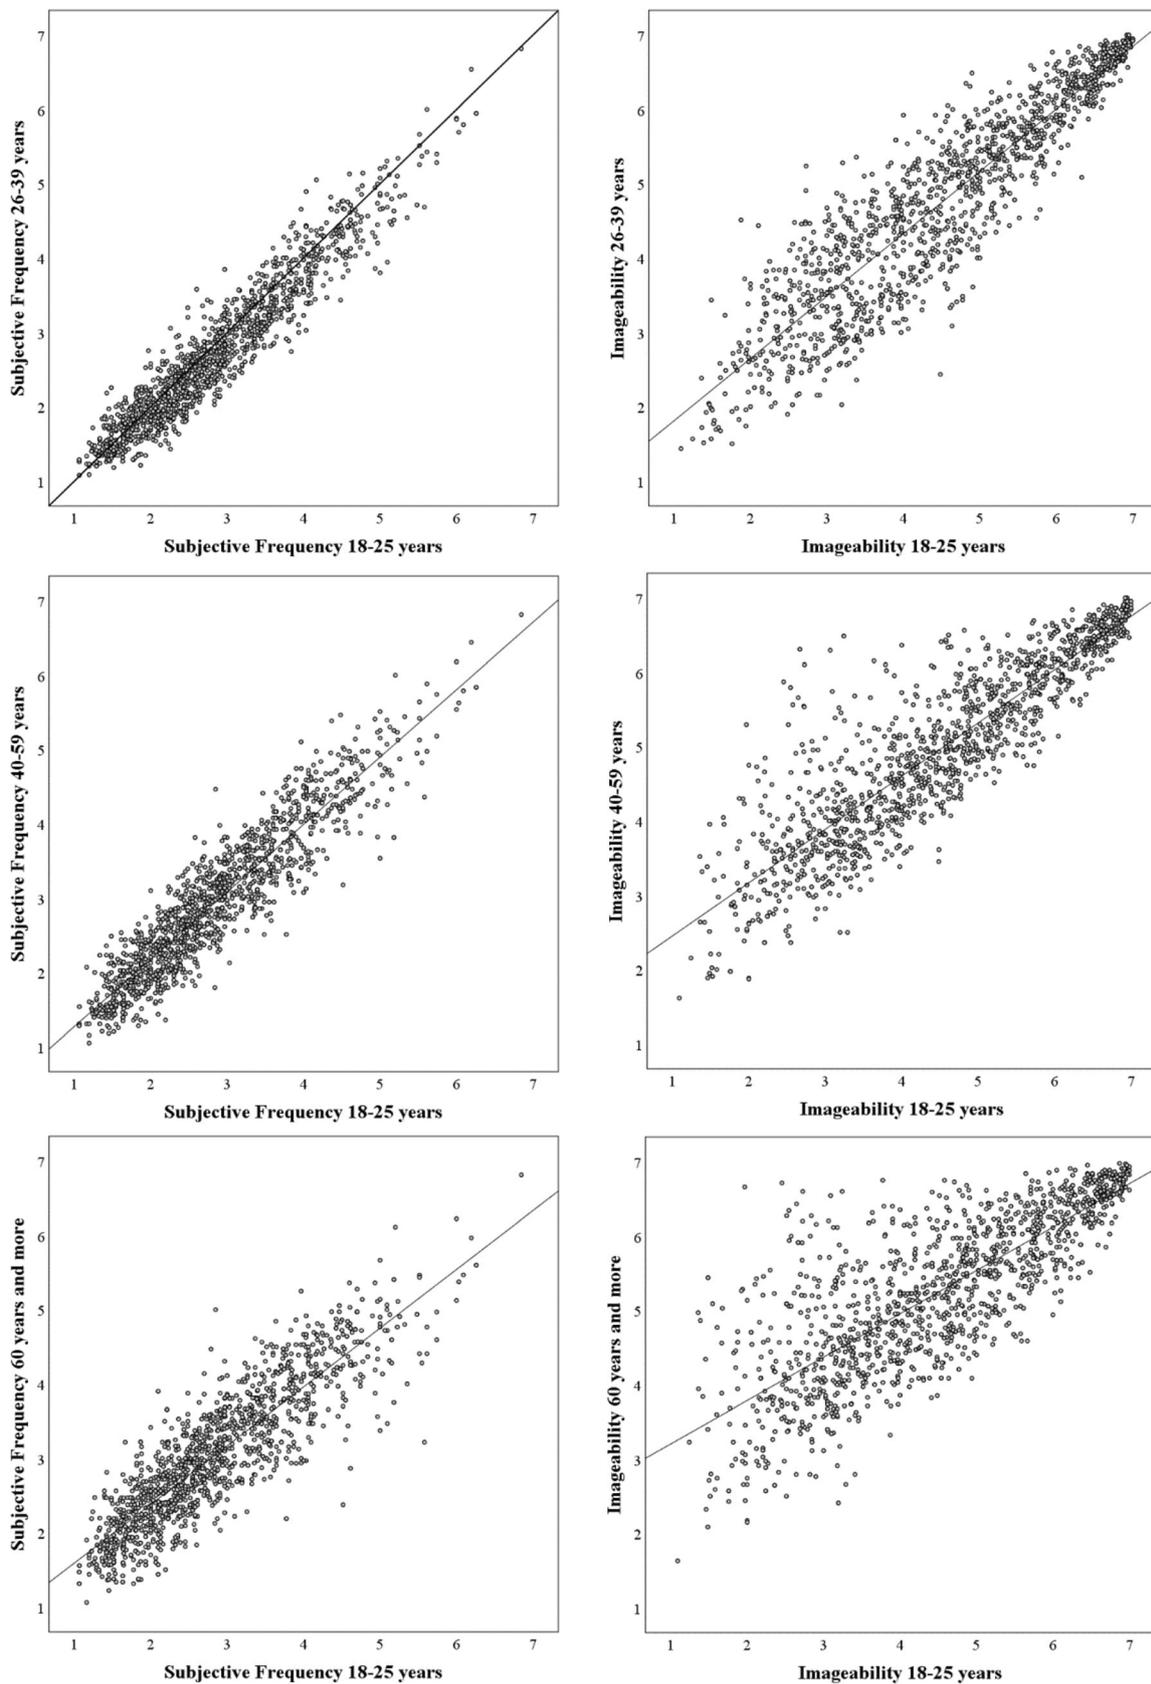 Subjective Frequency 26-39 years
7
6
5
4
3
2
1
1 2 3 4 5 6 7
Subjective Frequency 18-25 years
Imageability 26-39 years
7
6
5
4
3
2
1
1 2 3 4 5 6 7
Imageability 18-25 years
Subjective Frequency 40-59 years
7
6
5
4
3
2
1
1 2 3 4 5 6 7
Subjective Frequency 18-25 years
Imageability 40-59 years
7
6
5
4
3
2
1
1 2 3 4 5 6 7
Imageability 18-25 years
Subjective Frequency 60 years and more
7
6
5
4
3
2
1
1 2 3 4 5 6 7
Subjective Frequency 18-25 years
Imageability 60 years and more
7
6
5
4
3
2
1
1 2 3 4 5 6 7
Imageability 18-25 years